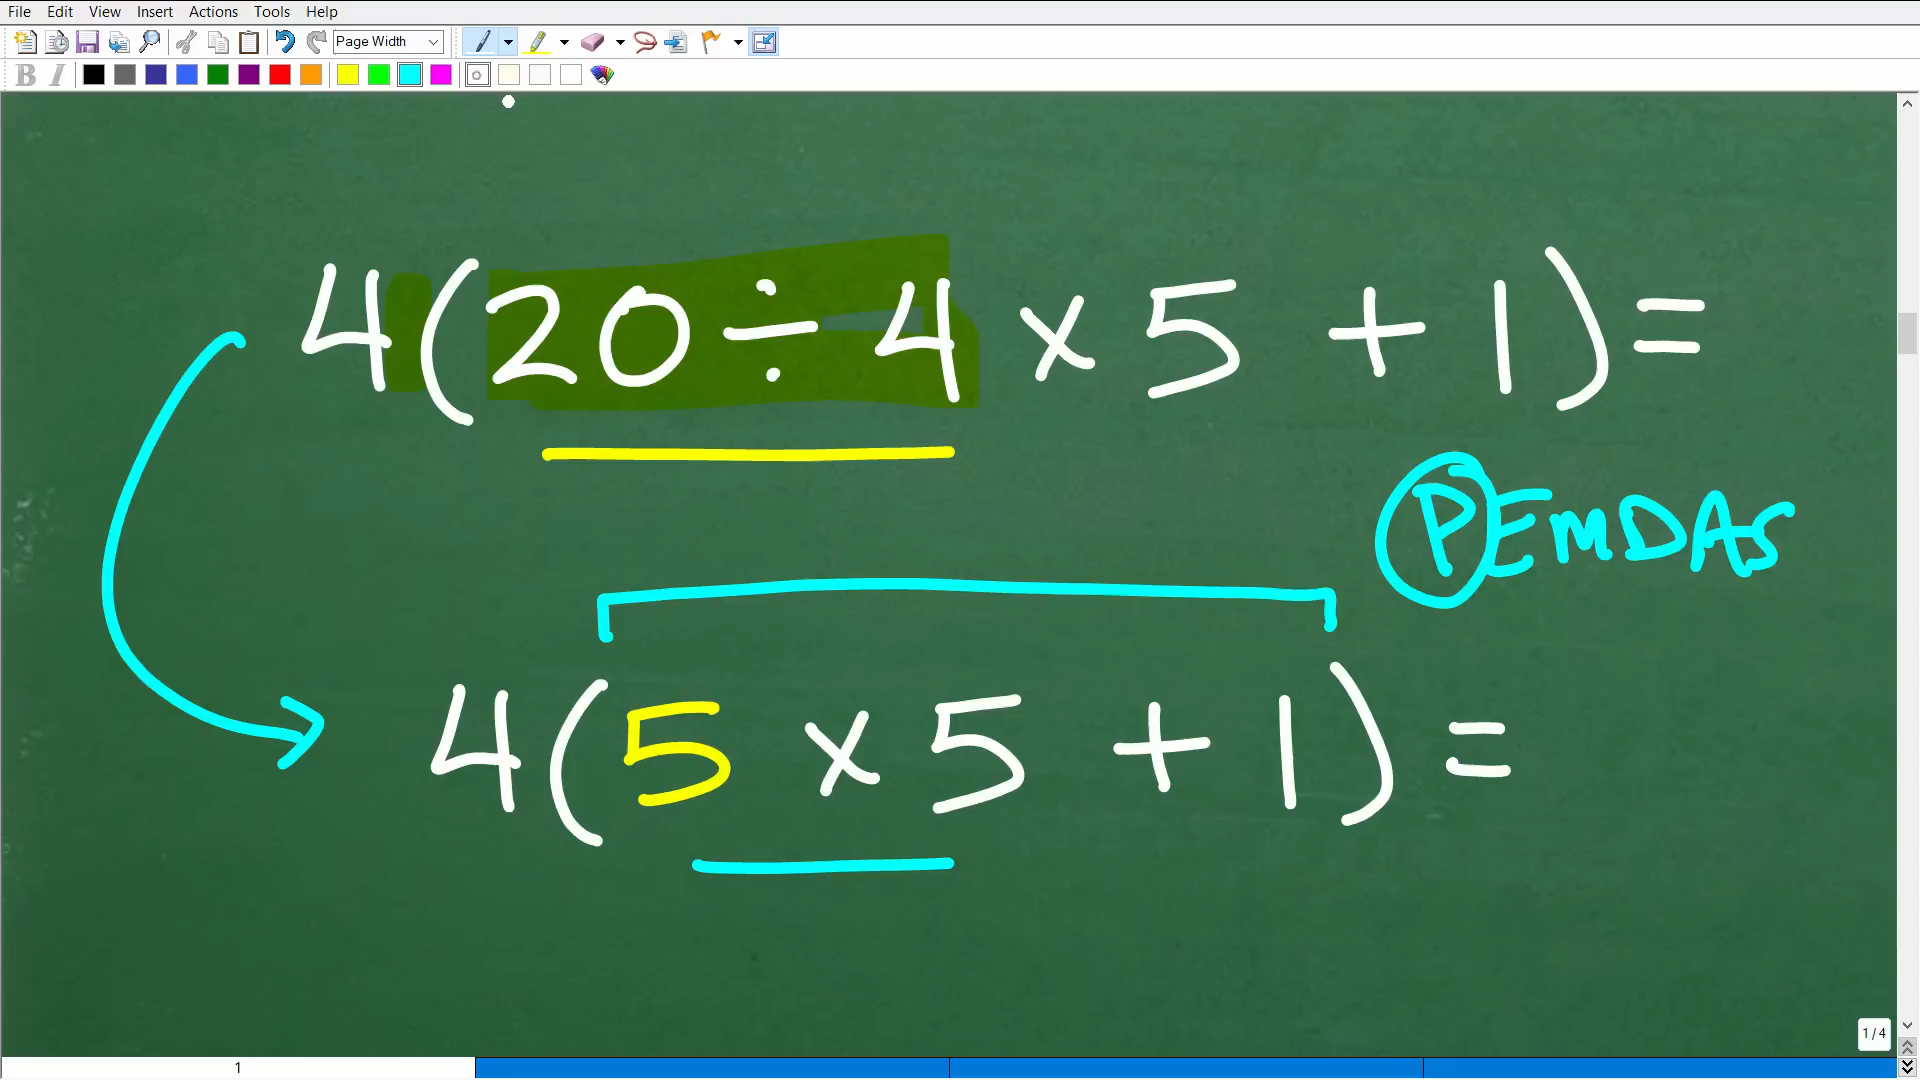 File Edit View Insert Actions Tools Help
Page Width
B I
4(20÷4×5+1)=
PEMDAS
4(5×5+1)=
1/4
1